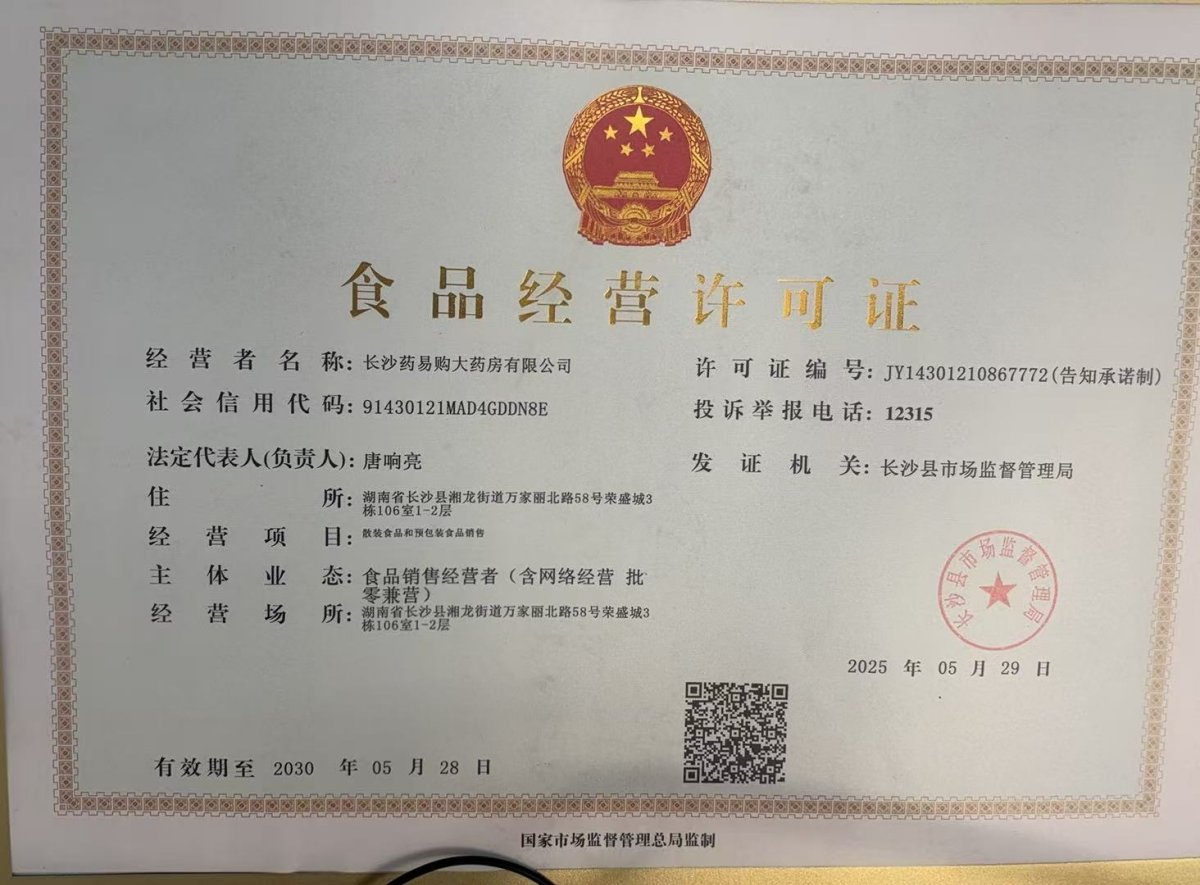 食品经营许可证
经营者名称：长沙药易购大药房有限公司
社会信用代码：91430121MAD4GDDN8E
法定代表人(负责人)：唐响亮
住所：湖南省长沙县湘龙街道万家丽北路58号荣盛城3
栋106室1-2层
经营项目：散装食品和预包装食品销售
主体业态：食品销售经营者（含网络经营 批
零兼营）
经营场所：湖南省长沙县湘龙街道万家丽北路58号荣盛城3
栋106室1-2层
许可证编号：JY14301210867772(告知承诺制)
投诉举报电话：12315
发证机关：长沙县市场监督管理局
长沙县市场监督管理局
2025 年 05 月 29 日
有效期至 2030 年 05 月 28 日
国家市场监督管理总局监制